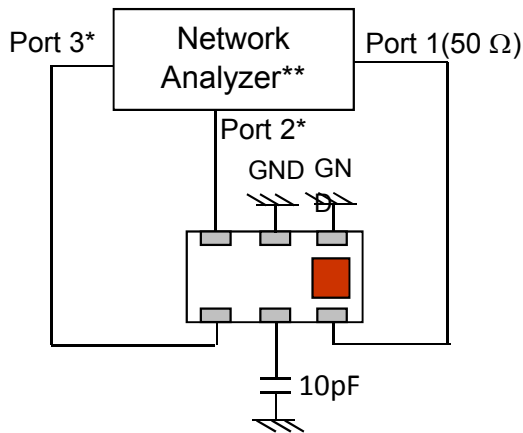 Port 3*
Network
Analyzer**
Port 1(50 Ω)
Port 2*
GND
GN
D
10pF